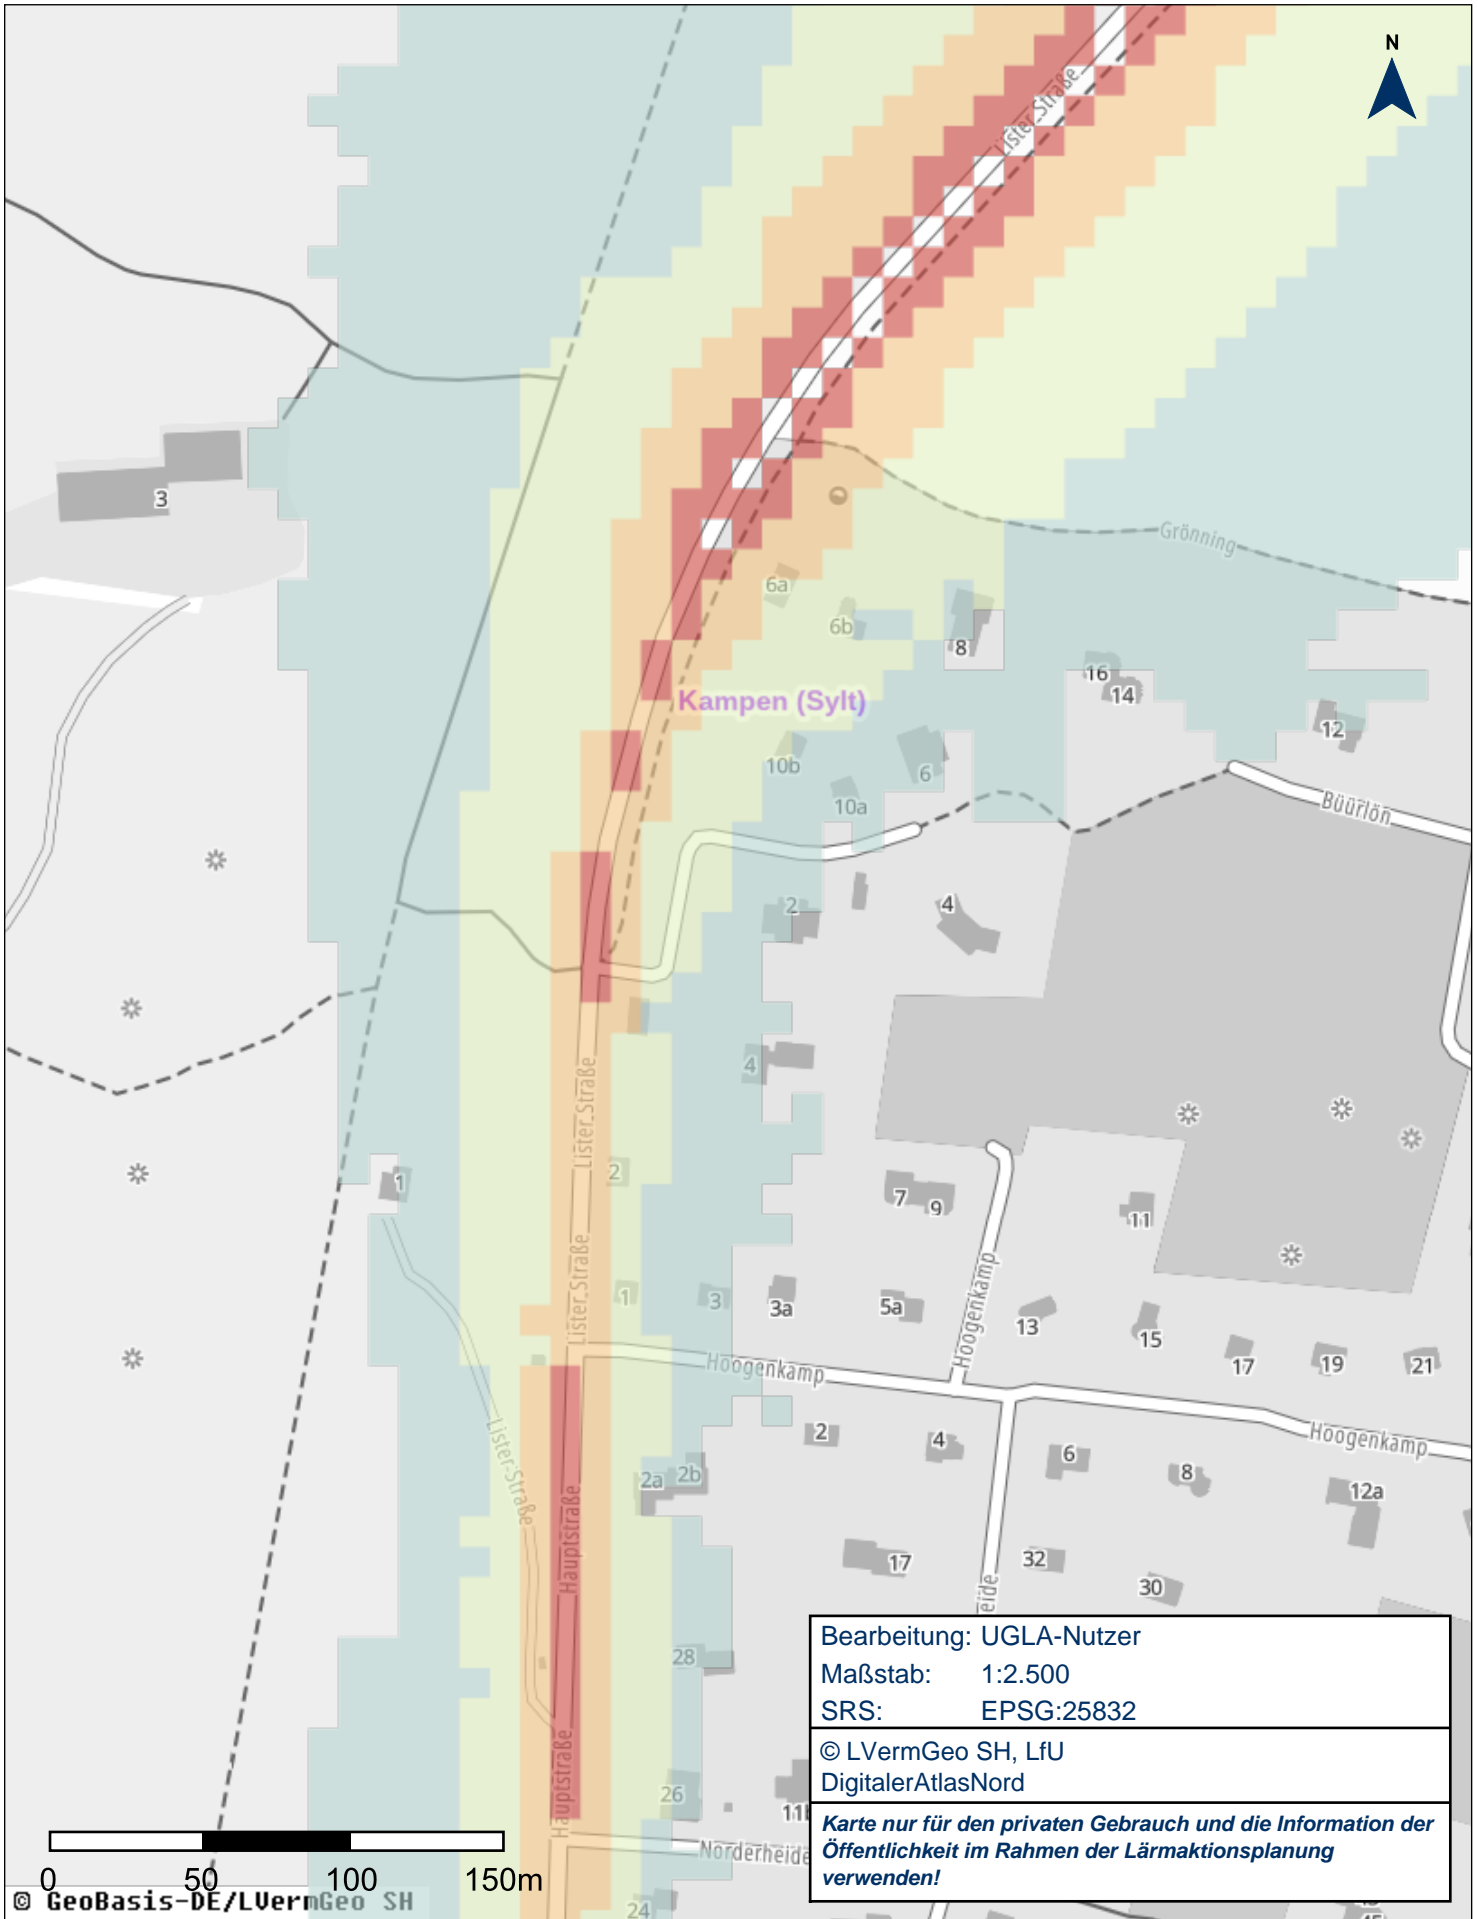 N
Lister Straße
3
Grönning
6a
6b
8
16
14
Kampen (Sylt)
12
10b
6
10a
Büürlön
2
4
Lister Straße
4
1
2
7
9
11
Lister Straße
Hoogenkamp
1
3
3a
5a
13
15
17
19
21
Hoogenkamp
2
4
6
8
Hoogenkamp
Lister Straße
2a
2b
12a
Hauptstraße
17
32
30
eide
28
Bearbeitung: UGLA-Nutzer
Maßstab: 1:2.500
SRS: EPSG:25832
© LVermGeo SH, LfU
DigitalerAtlasNord
Karte nur für den privaten Gebrauch und die Information der
Öffentlichkeit im Rahmen der Lärmaktionsplanung
verwenden!
Hauptstraße
26
Norderheide
24
0 50 100 150m
© GeoBasis-DE/LVermGeo SH